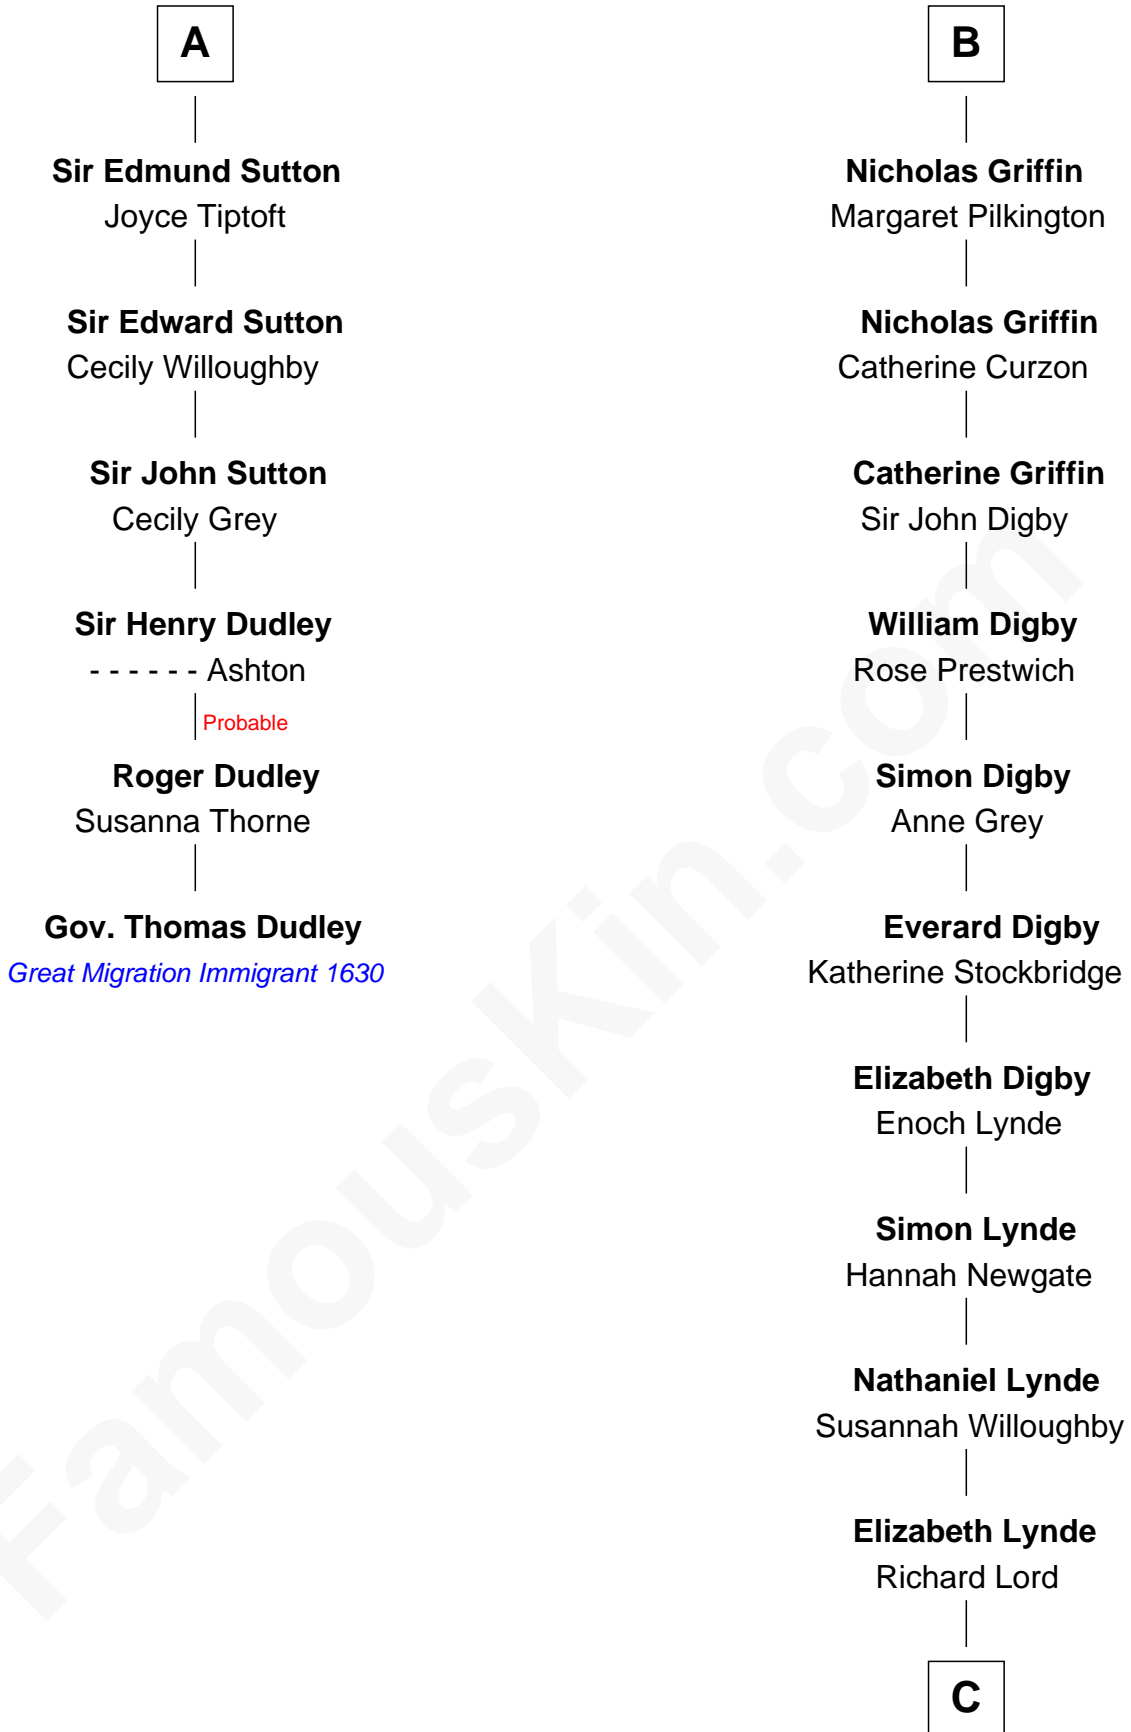 A
Sir Edmund Sutton
Joyce Tiptoft
Sir Edward Sutton
Cecily Willoughby
Sir John Sutton
Cecily Grey
Sir Henry Dudley
- - - - - - Ashton
Probable
Roger Dudley
Susanna Thorne
Gov. Thomas Dudley
Great Migration Immigrant 1630
B
Nicholas Griffin
Margaret Pilkington
Nicholas Griffin
Catherine Curzon
Catherine Griffin
Sir John Digby
William Digby
Rose Prestwich
Simon Digby
Anne Grey
Everard Digby
Katherine Stockbridge
Elizabeth Digby
Enoch Lynde
Simon Lynde
Hannah Newgate
Nathaniel Lynde
Susannah Willoughby
Elizabeth Lynde
Richard Lord
C
FamousKin.com